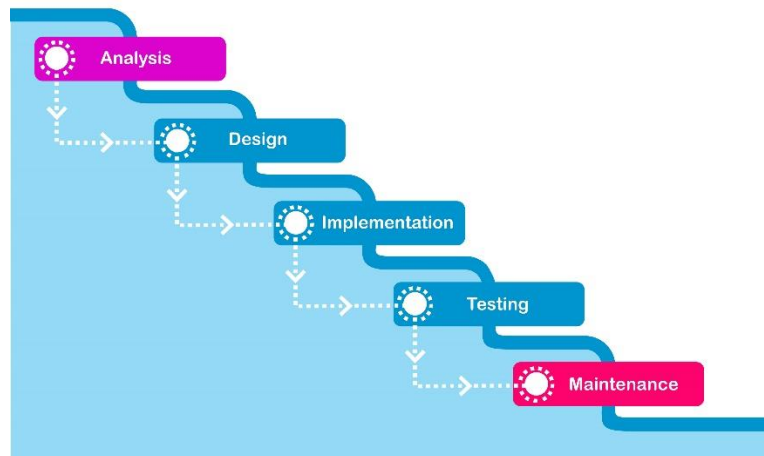 Analysis
Design
Implementation
Testing
Maintenance